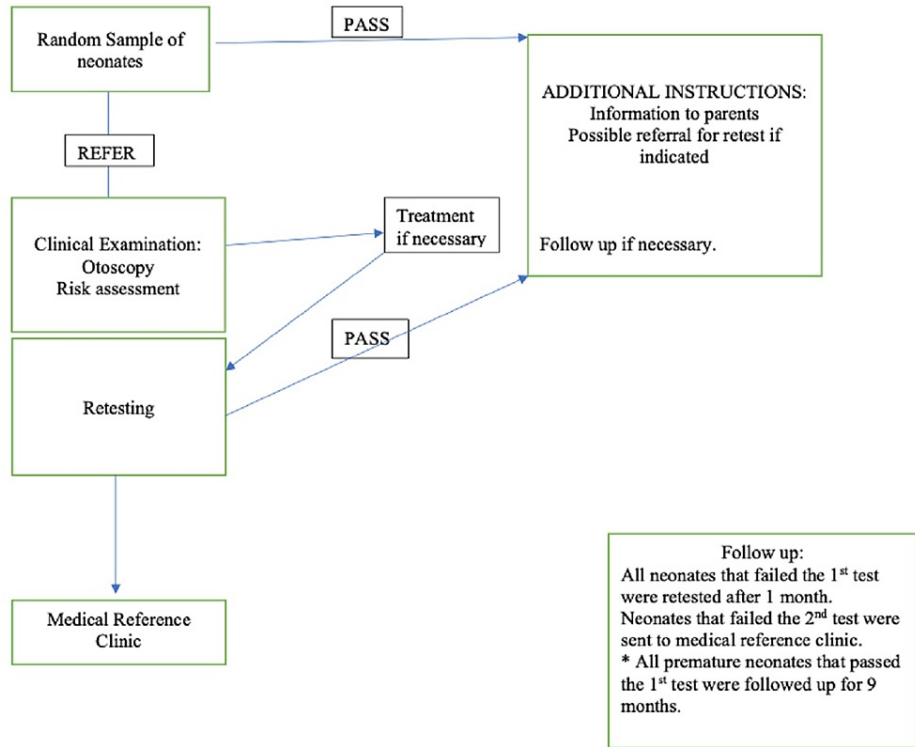 Random Sample of
neonates
PASS
ADDITIONAL INSTRUCTIONS:
Information to parents
Possible referral for retest if
indicated
Follow up if necessary.
REFER
Clinical Examination:
Otoscopy
Risk assessment
Treatment
if necessary
PASS
Retesting
Medical Reference
Clinic
Follow up:
All neonates that failed the 1st test
were retested after 1 month.
Neonates that failed the 2nd test were
sent to medical reference clinic.
* All premature neonates that passed
the 1st test were followed up for 9
months.